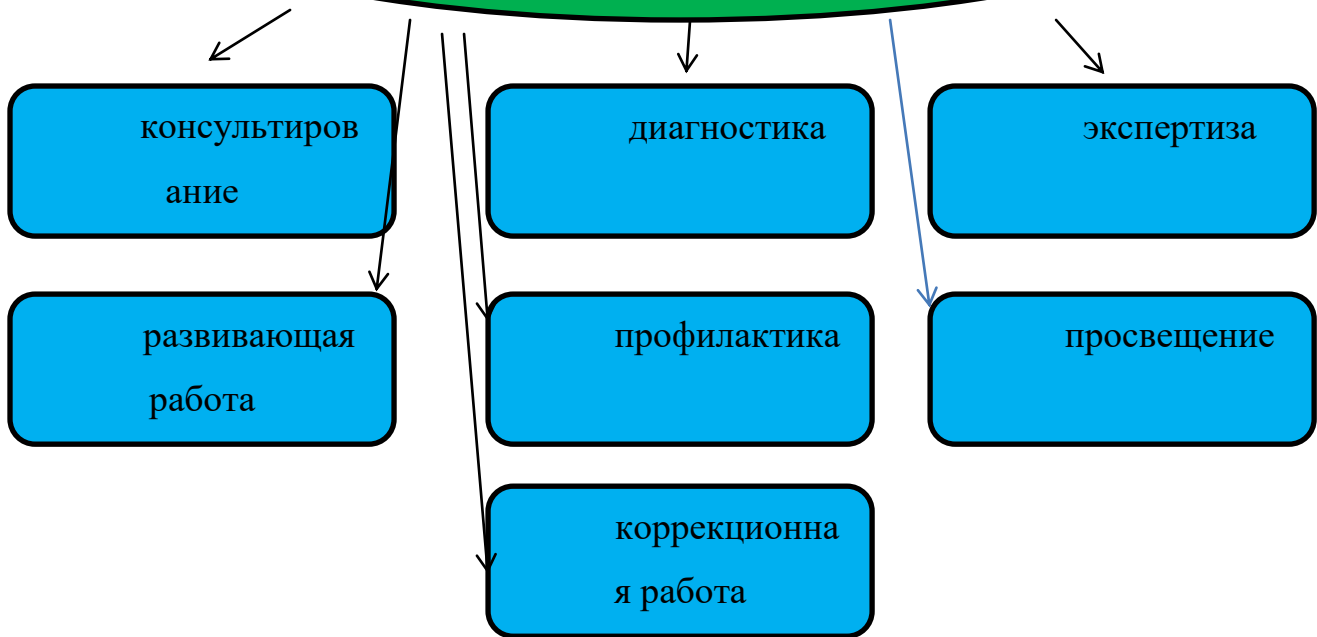 консультиров
ание
диагностика
экспертиза
развивающая
работа
профилактика
просвещение
коррекционна
я работа